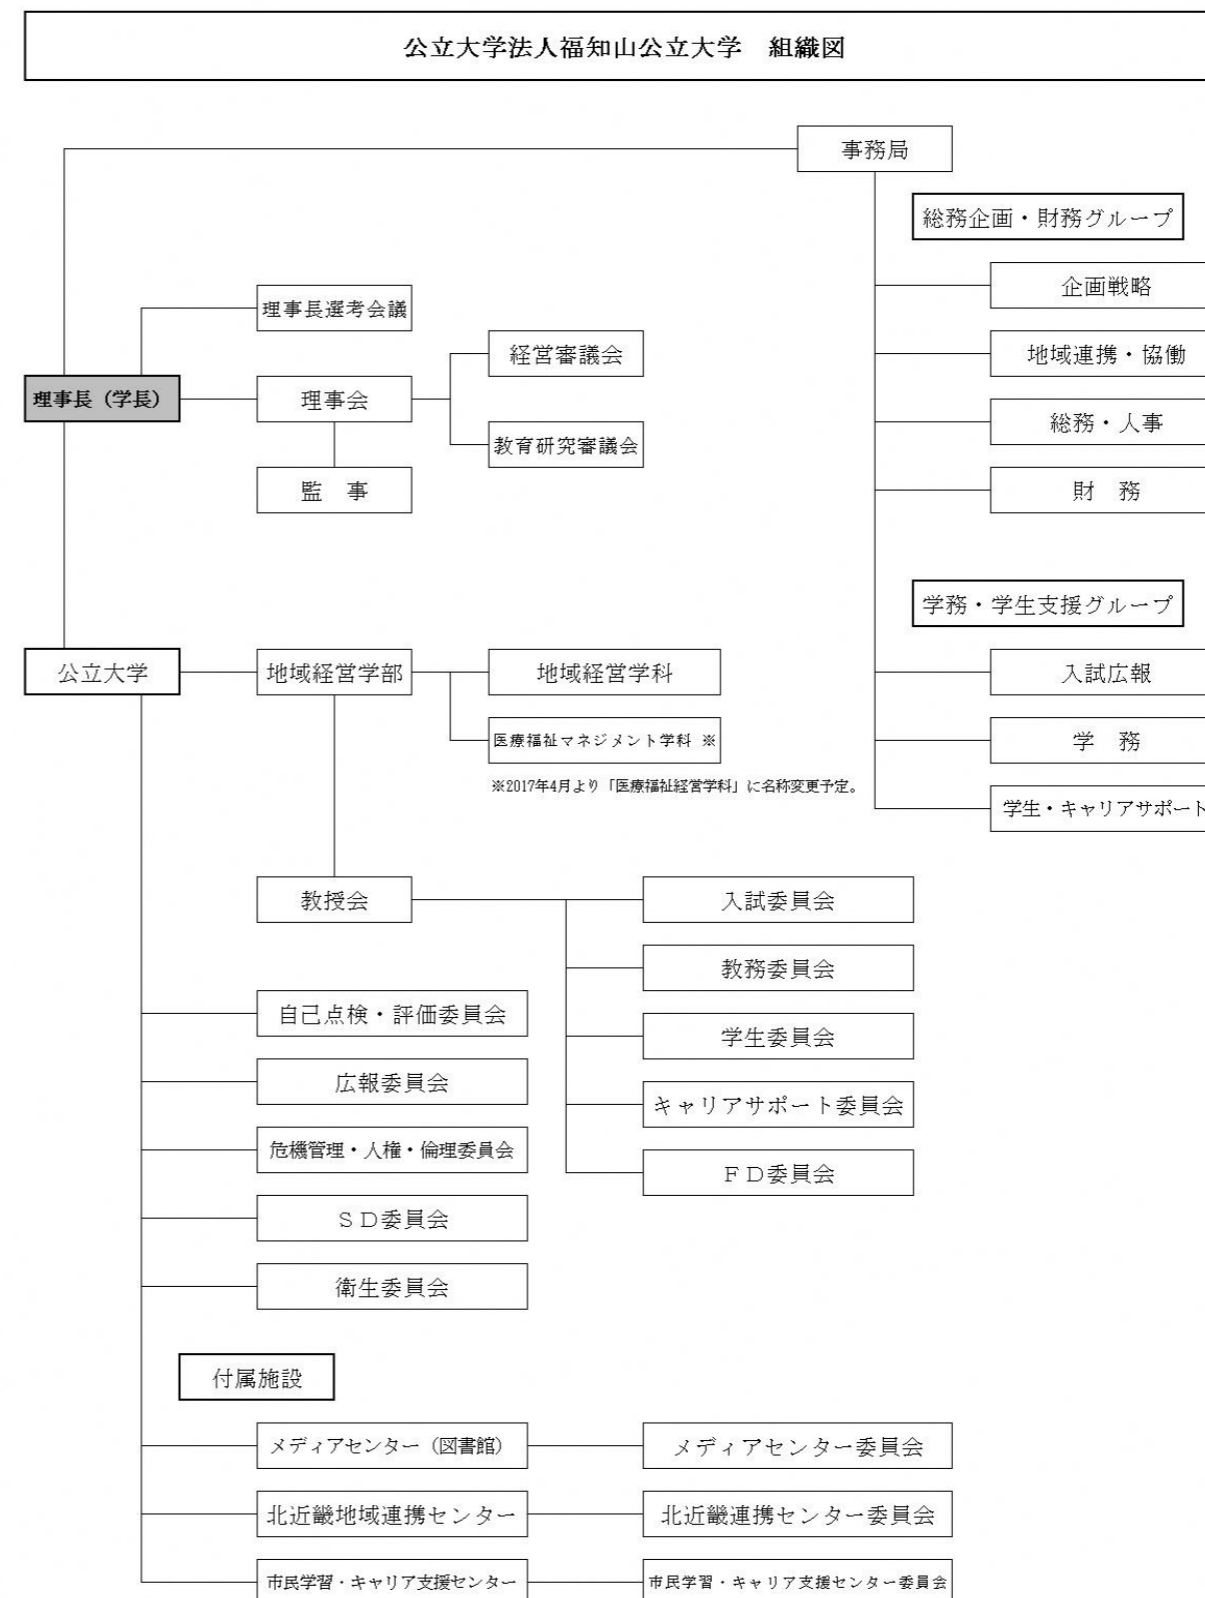 公立大学法人福知山公立大学　組織図
事務局
総務企画・財務グループ
企画戦略
理事長選考会議
経営審議会
地域連携・協働
理事長（学長）
理事会
総務・人事
教育研究審議会
監　事
財　務
学務・学生支援グループ
公立大学
地域経営学部
地域経営学科
入試広報
医療福祉マネジメント学科 ※
学　務
※2017年4月より「医療福祉経営学科」に名称変更予定。
学生・キャリアサポート
教授会
入試委員会
教務委員会
自己点検・評価委員会
学生委員会
広報委員会
キャリアサポート委員会
危機管理・人権・倫理委員会
ＦＤ委員会
ＳＤ委員会
衛生委員会
付属施設
メディアセンター（図書館）
メディアセンター委員会
北近畿地域連携センター
北近畿連携センター委員会
市民学習・キャリア支援センター
市民学習・キャリア支援センター委員会